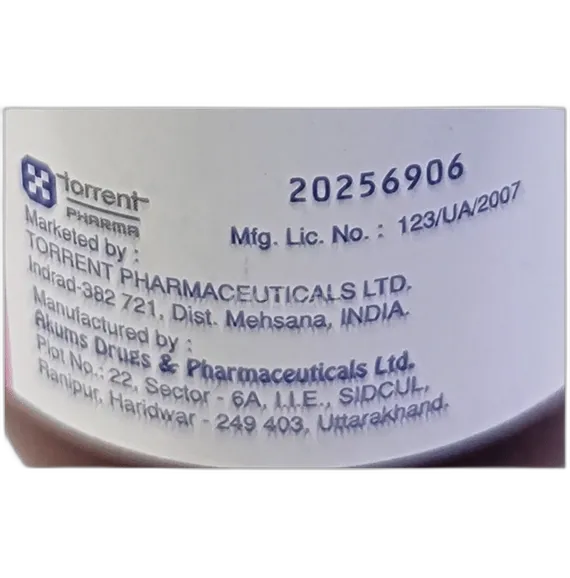 torrent
PHARMA
20256906
Mfg. Lic. No. : 123/UA/2007
Marketed by :
TORRENT PHARMACEUTICALS LTD.
Indrad-382 721, Dist. Mehsana, INDIA.
Manufactured by :
Akums Drugs & Pharmaceuticals Ltd.
Plot No.: 22, Sector - 6A, I.I.E., SIDCUL,
Ranipur, Haridwar - 249 403, Uttarakhand.